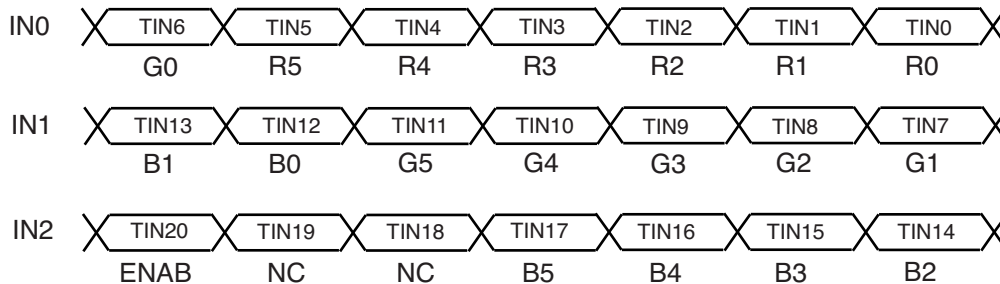 IN0 TIN6 TIN5 TIN4 TIN3 TIN2 TIN1 TIN0
G0 R5 R4 R3 R2 R1 R0
IN1 TIN13 TIN12 TIN11 TIN10 TIN9 TIN8 TIN7
B1 B0 G5 G4 G3 G2 G1
IN2 TIN20 TIN19 TIN18 TIN17 TIN16 TIN15 TIN14
ENAB NC NC B5 B4 B3 B2